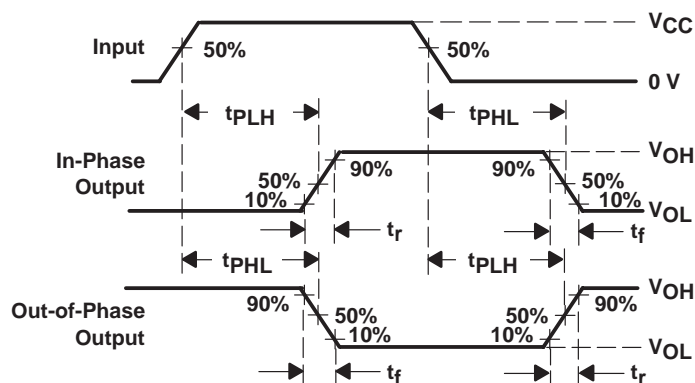 VCC
Input 50% 50%
0 V
tPLH tPHL
VOH
In-Phase Output
90% 90%
50% 50%
10% 10%
VOL
tr tf
tPHL tPLH
VOH
90% 90%
Out-of-Phase Output
50% 50%
10% 10%
VOL
tf tr